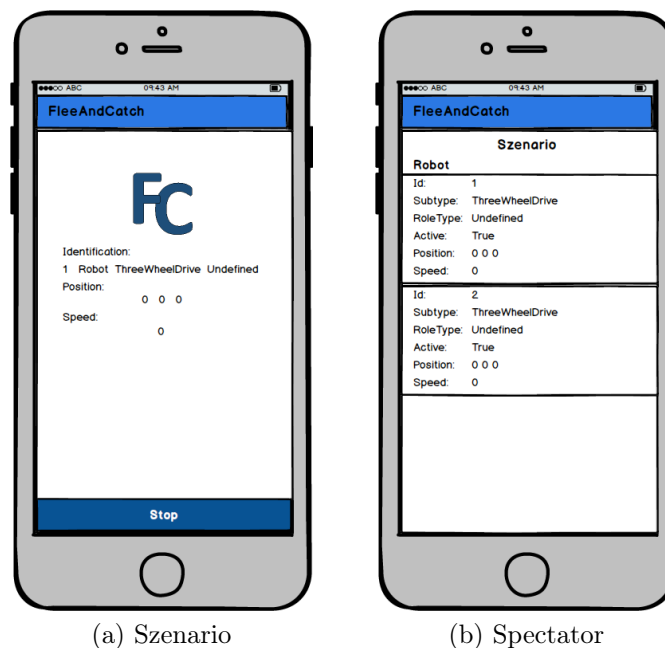 ABC 09:43 AM
FleeAndCatch
FC
Identification:
1 Robot ThreeWheelDrive Undefined
Position:
0 0 0
Speed:
0
Stop
(a) Szenario
ABC 09:43 AM
FleeAndCatch
Szenario
Robot
Id: 1
Subtype: ThreeWheelDrive
RoleType: Undefined
Active: True
Position: 0 0 0
Speed: 0
Id: 2
Subtype: ThreeWheelDrive
RoleType: Undefined
Active: True
Position: 0 0 0
Speed: 0
(b) Spectator